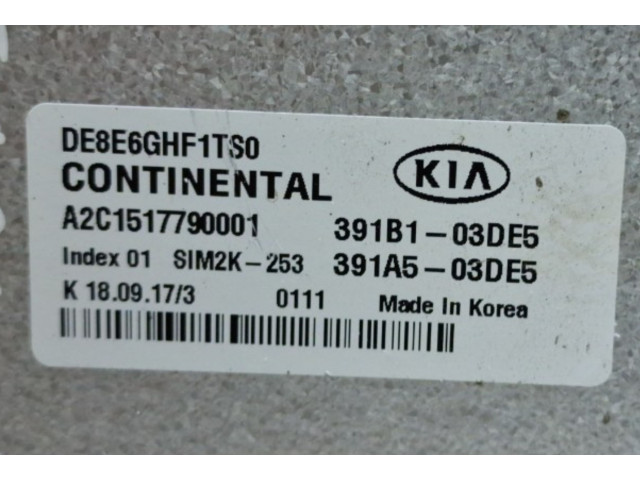 DE8E6GHF1TS0
CONTINENTAL
KIA
A2C1517790001 391B1-03DE5
Index 01 SIM2K-253 391A5-03DE5
K 18.09.17/3 0111 Made In Korea